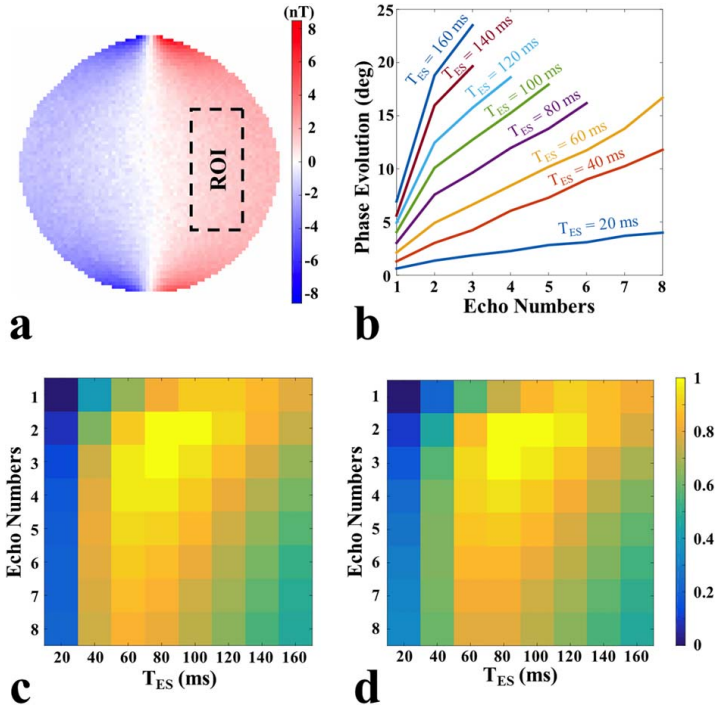 (nT)
8
6
4
2
0
-2
-4
-6
-8
ROI
a
25
20
15
10
5
0
Phase Evolution (deg)
T_ES = 160 ms
T_ES = 140 ms
T_ES = 120 ms
T_ES = 100 ms
T_ES = 80 ms
T_ES = 60 ms
T_ES = 40 ms
T_ES = 20 ms
1 2 3 4 5 6 7 8
Echo Numbers
b
Echo Numbers
1
2
3
4
5
6
7
8
20 40 60 80 100 120 140 160
T_ES (ms)
c
Echo Numbers
1
2
3
4
5
6
7
8
20 40 60 80 100 120 140 160
T_ES (ms)
d
1
0.8
0.6
0.4
0.2
0